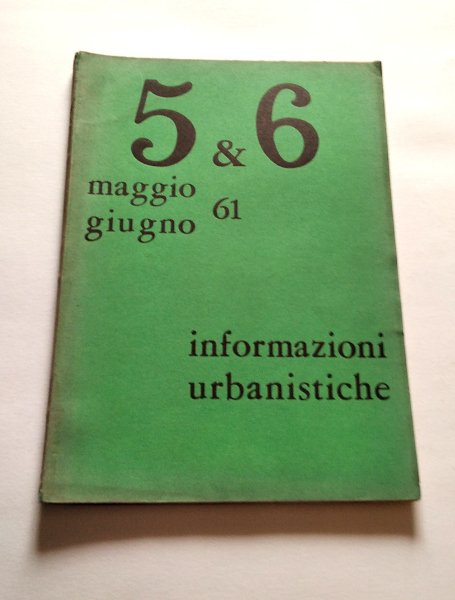 5 & 6
maggio
giugno 61
informazioni
urbanistiche